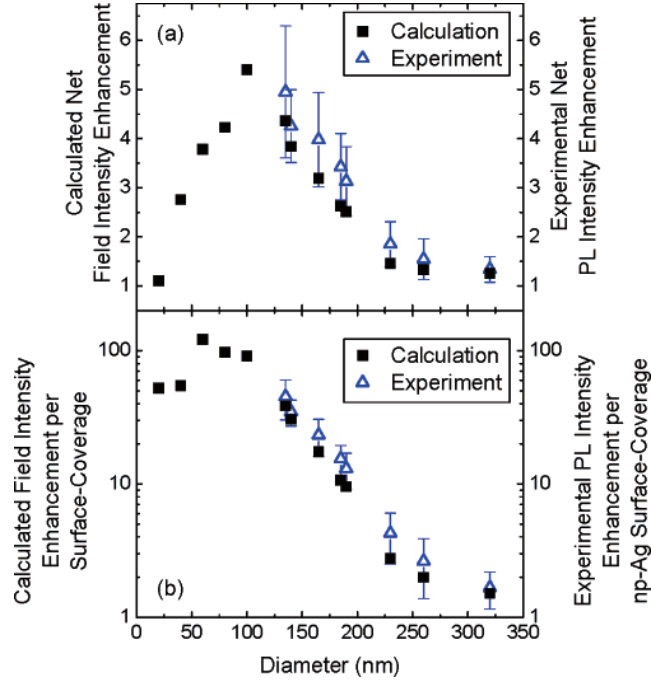 (a)
Calculation
Experiment
6
5
4
3
2
1
6
5
4
3
2
1
Calculated Net
Field Intensity Enhancement
Experimental Net
PL Intensity Enhancement
(b)
Calculation
Experiment
100
10
1
100
10
1
Calculated Field Intensity
Enhancement per
Surface-Coverage
Experimental PL Intensity
Enhancement per
np-Ag Surface-Coverage
0 50 100 150 200 250 300 350
Diameter (nm)